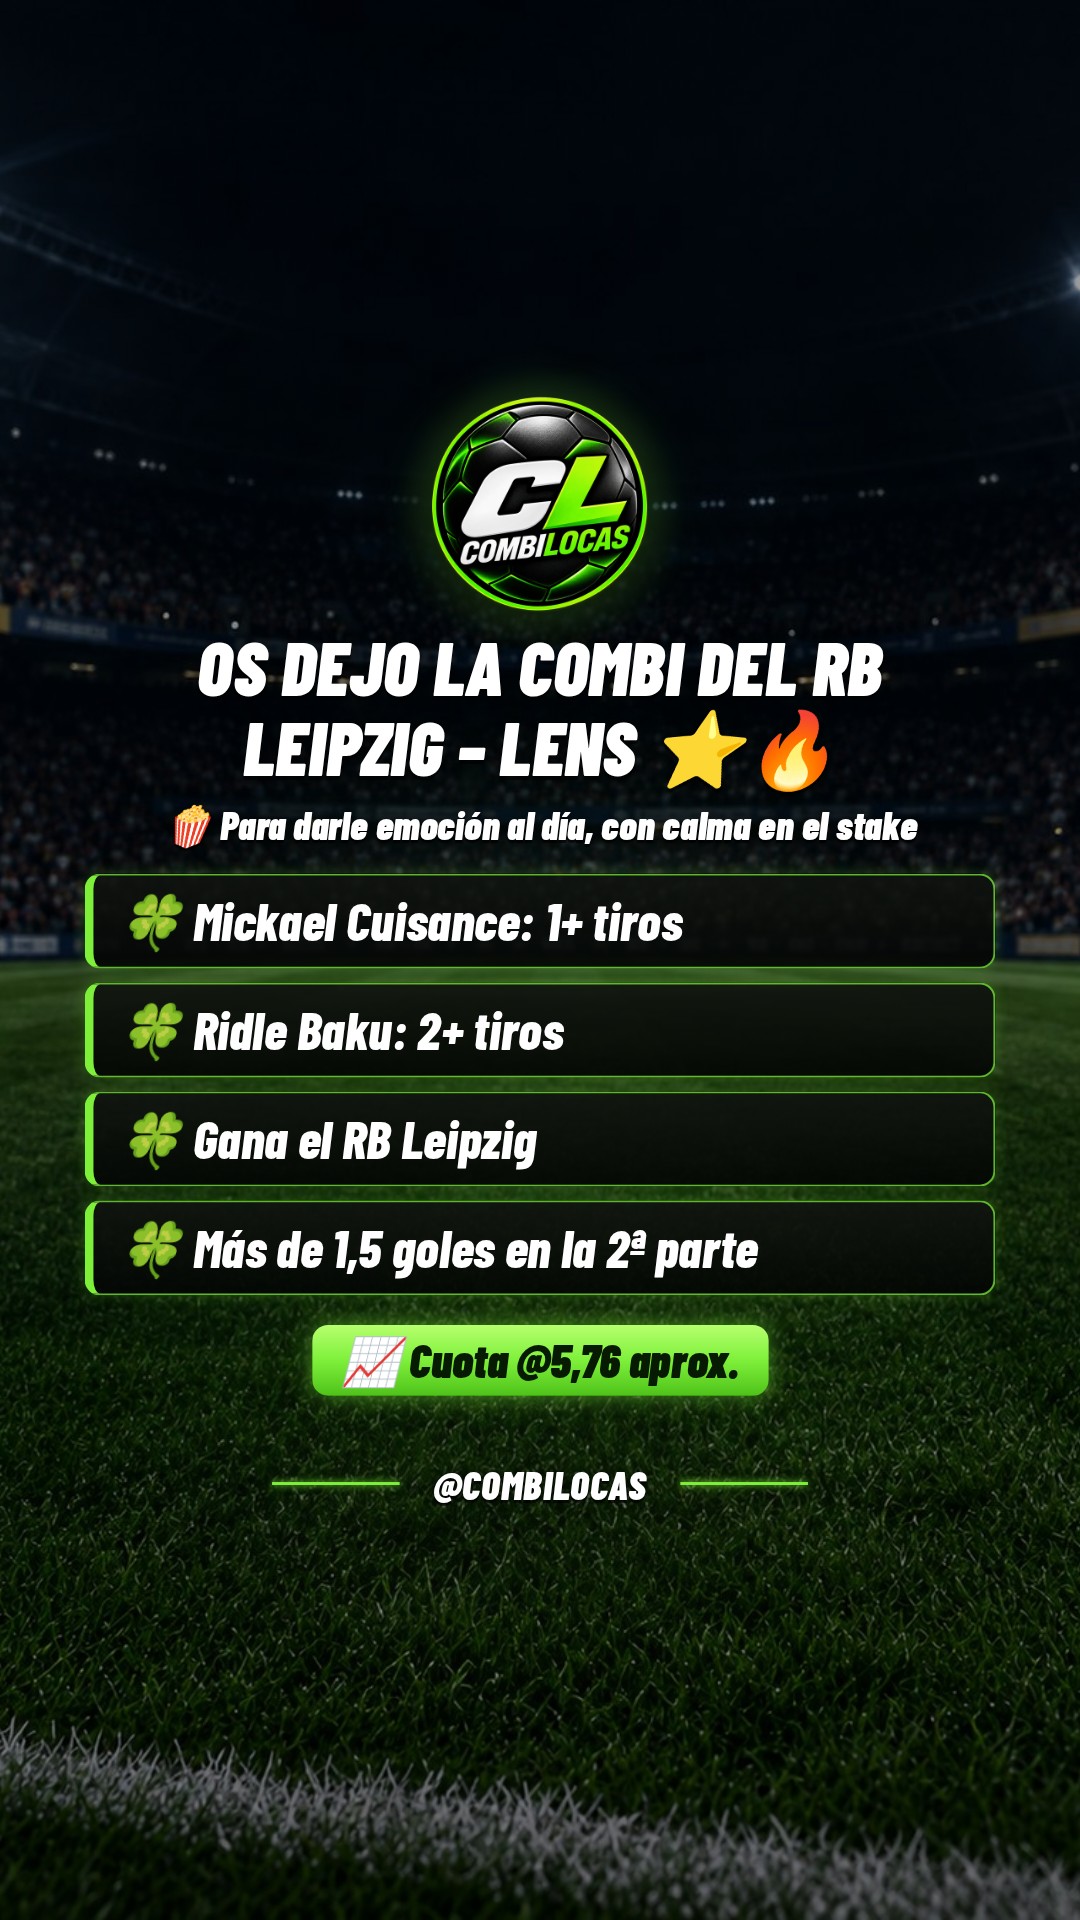 CL
COMBILOCAS
OS DEJO LA COMBI DEL RB
LEIPZIG - LENS ⭐🔥
🍿 Para darle emoción al día, con calma en el stake
🍀 Mickael Cuisance: 1+ tiros
🍀 Ridle Baku: 2+ tiros
🍀 Gana el RB Leipzig
🍀 Más de 1,5 goles en la 2ª parte
📈 Cuota @5,76 aprox.
@COMBILOCAS